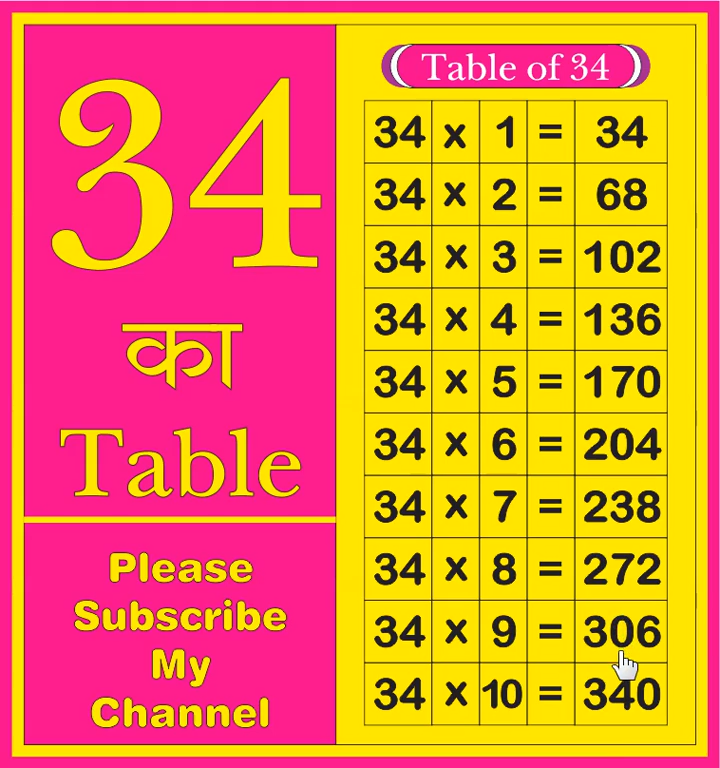 34
का
Table
Please
Subscribe
My
Channel
Table of 34
34 x 1 = 34
34 x 2 = 68
34 x 3 = 102
34 x 4 = 136
34 x 5 = 170
34 x 6 = 204
34 x 7 = 238
34 x 8 = 272
34 x 9 = 306
34 x 10 = 340